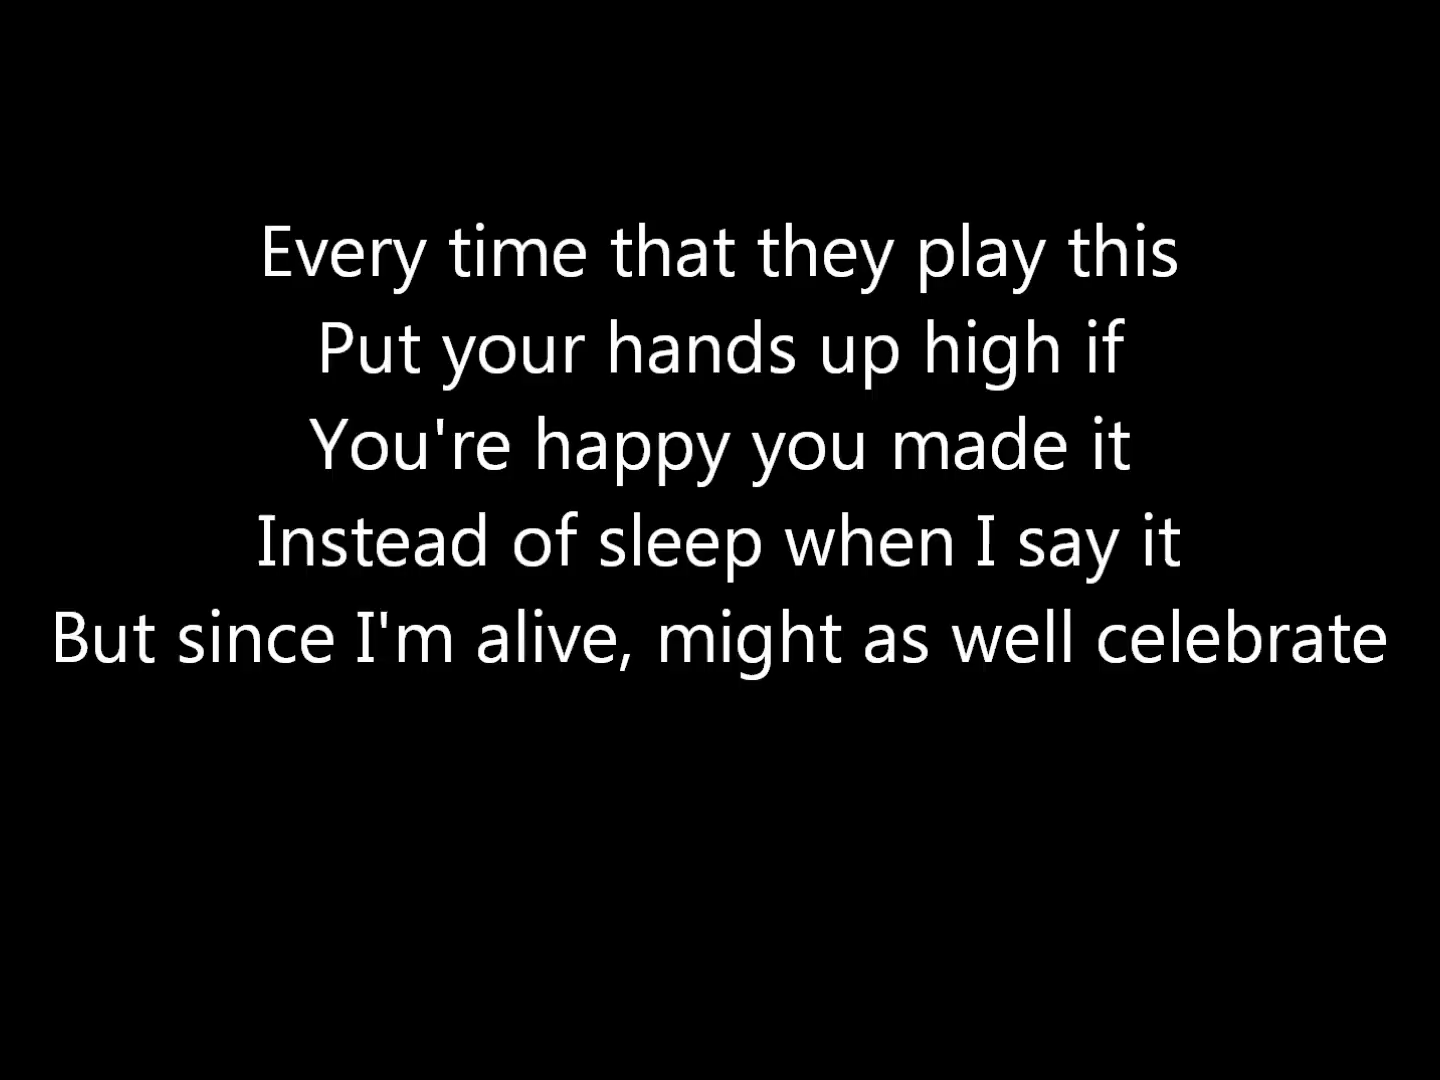 Every time that they play this
Put your hands up high if
You're happy you made it
Instead of sleep when I say it
But since I'm alive, might as well celebrate